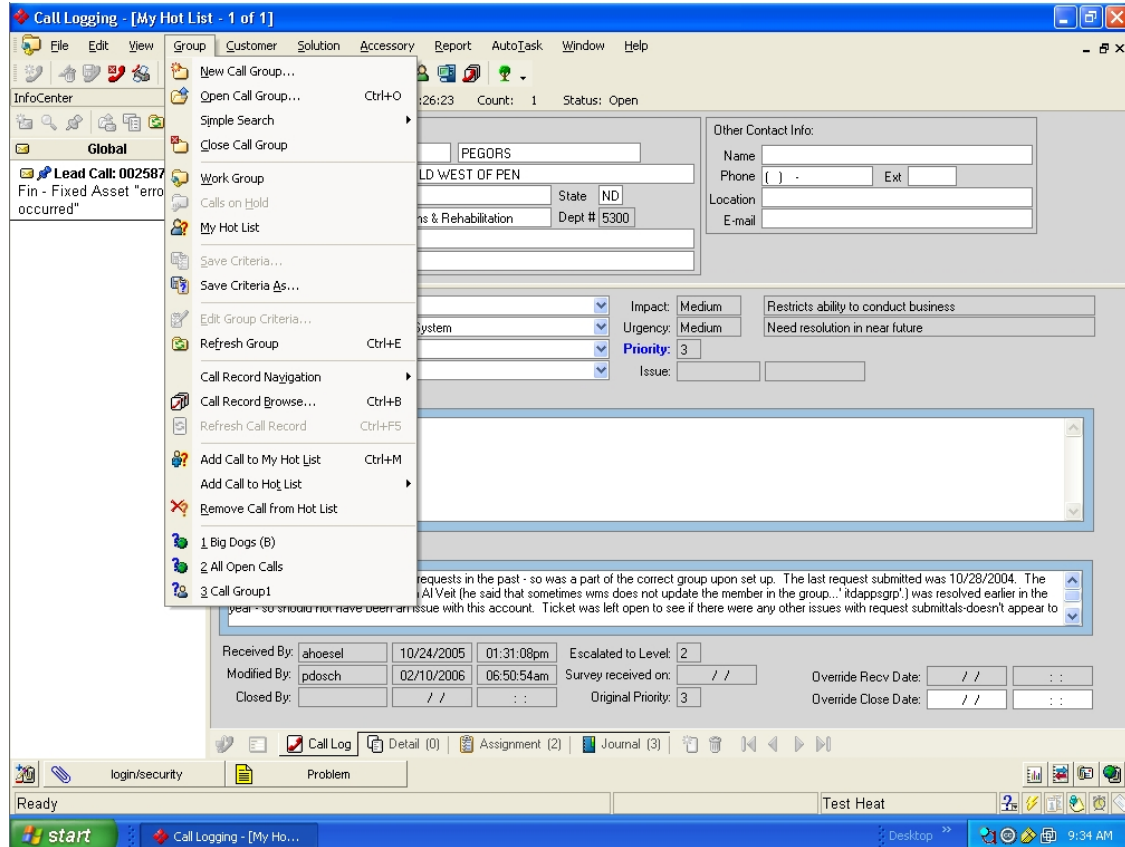 Call Logging - [My Hot List - 1 of 1]
File Edit View Group Customer Solution Accessory Report AutoTask Window Help
InfoCenter
:26:23 Count: 1 Status: Open
Global
Lead Call: 002587
Fin - Fixed Asset "erro
occurred"
New Call Group...
Open Call Group... Ctrl+O
Simple Search
Close Call Group
Work Group
Calls on Hold
My Hot List
Save Criteria...
Save Criteria As...
Edit Group Criteria...
Refresh Group Ctrl+E
Call Record Navigation
Call Record Browse... Ctrl+B
Refresh Call Record Ctrl+F5
Add Call to My Hot List Ctrl+M
Add Call to Hot List
Remove Call from Hot List
1 Big Dogs (B)
2 All Open Calls
3 Call Group1
PEGORS
LD WEST OF PEN
State ND
ns & Rehabilitation Dept # 5300
Other Contact Info:
Name
Phone ( ) - Ext
Location
E-mail
Impact: Medium Restricts ability to conduct business
System Urgency: Medium Need resolution in near future
Priority: 3
Issue:
requests in the past - so was a part of the correct group upon set up. The last request submitted was 10/28/2004. The
Al Veit (he said that sometimes wms does not update the member in the group...' itdappsgrp'.) was resolved earlier in the
year - so should not have been an issue with this account. Ticket was left open to see if there were any other issues with request submittals-doesn't appear to
Received By: ahoesel 10/24/2005 01:31:08pm Escalated to Level: 2
Modified By: pdosch 02/10/2006 06:50:54am Survey received on: / / Override Recv Date: / / : :
Closed By: / / : : Original Priority: 3 Override Close Date: / / : :
Call Log Detail (0) Assignment (2) Journal (3)
login/security Problem
Ready Test Heat
start Call Logging - [My Ho... Desktop » 9:34 AM